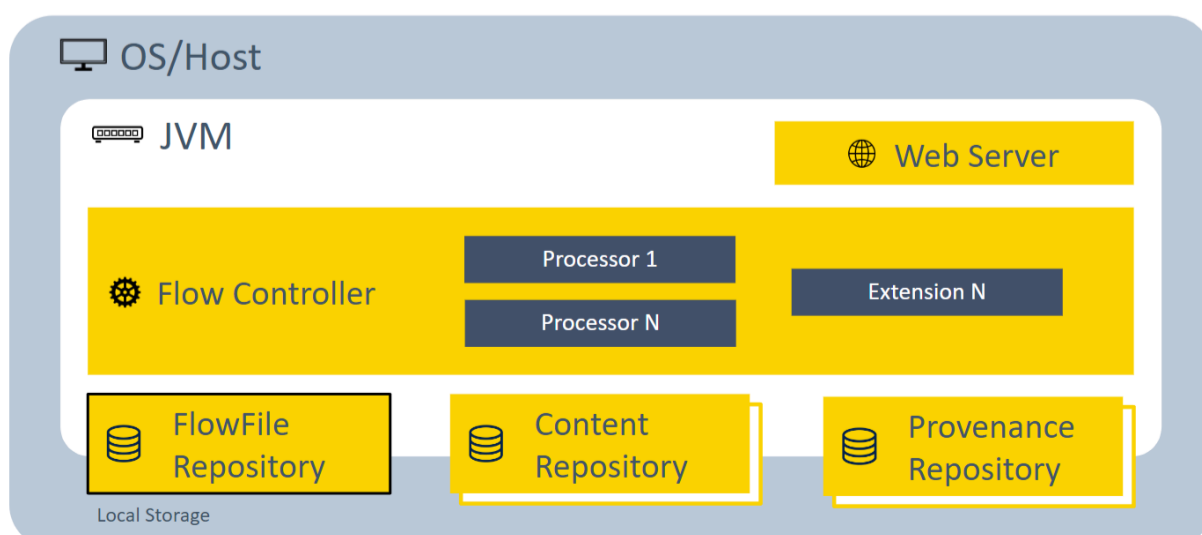 OS/Host
JVM
Web Server
Flow Controller
Processor 1
Processor N
Extension N
FlowFile
Repository
Content
Repository
Provenance
Repository
Local Storage